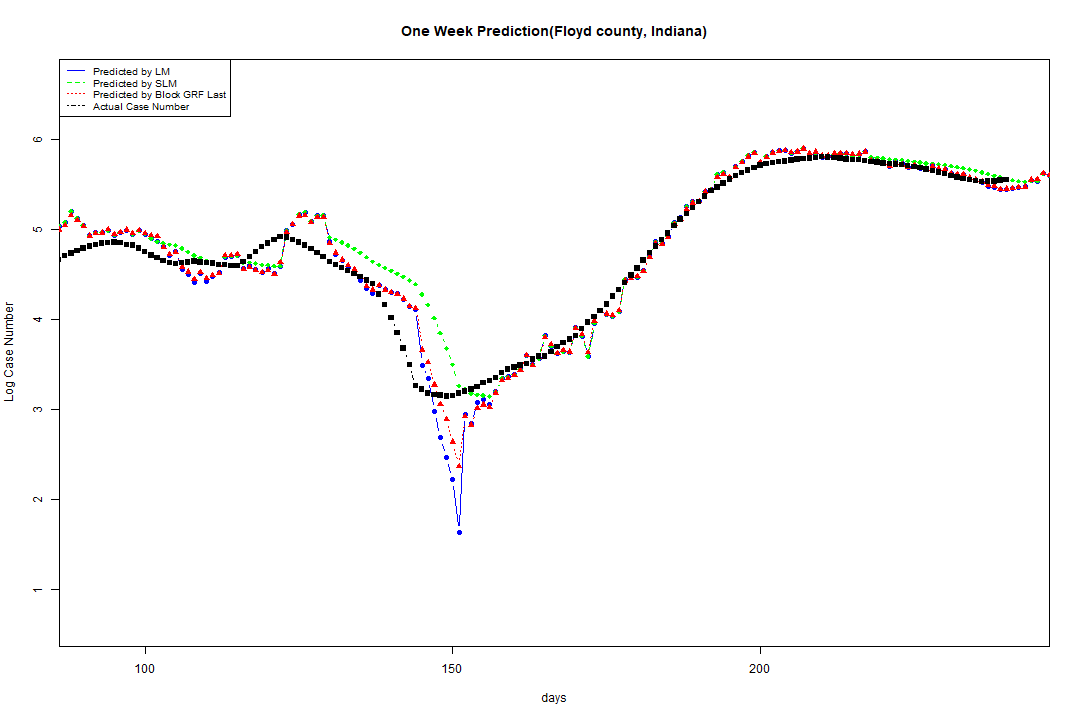 One Week Prediction(Floyd county, Indiana)
Predicted by LM
Predicted by SLM
Predicted by Block GRF Last
Actual Case Number
6
5
4
3
2
1
Log Case Number
100
150
200
days